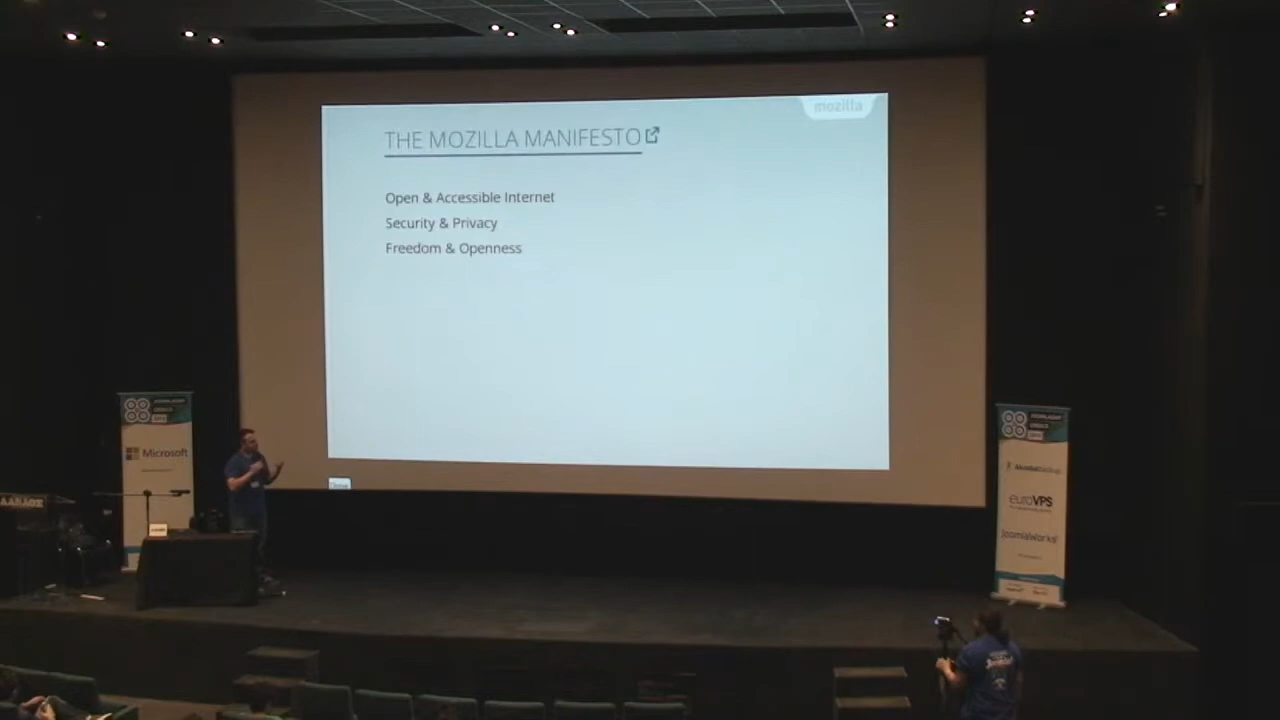 mozilla
THE MOZILLA MANIFESTO
Open & Accessible Internet
Security & Privacy
Freedom & Openness
Microsoft
euroVPS
JoomlaWorks